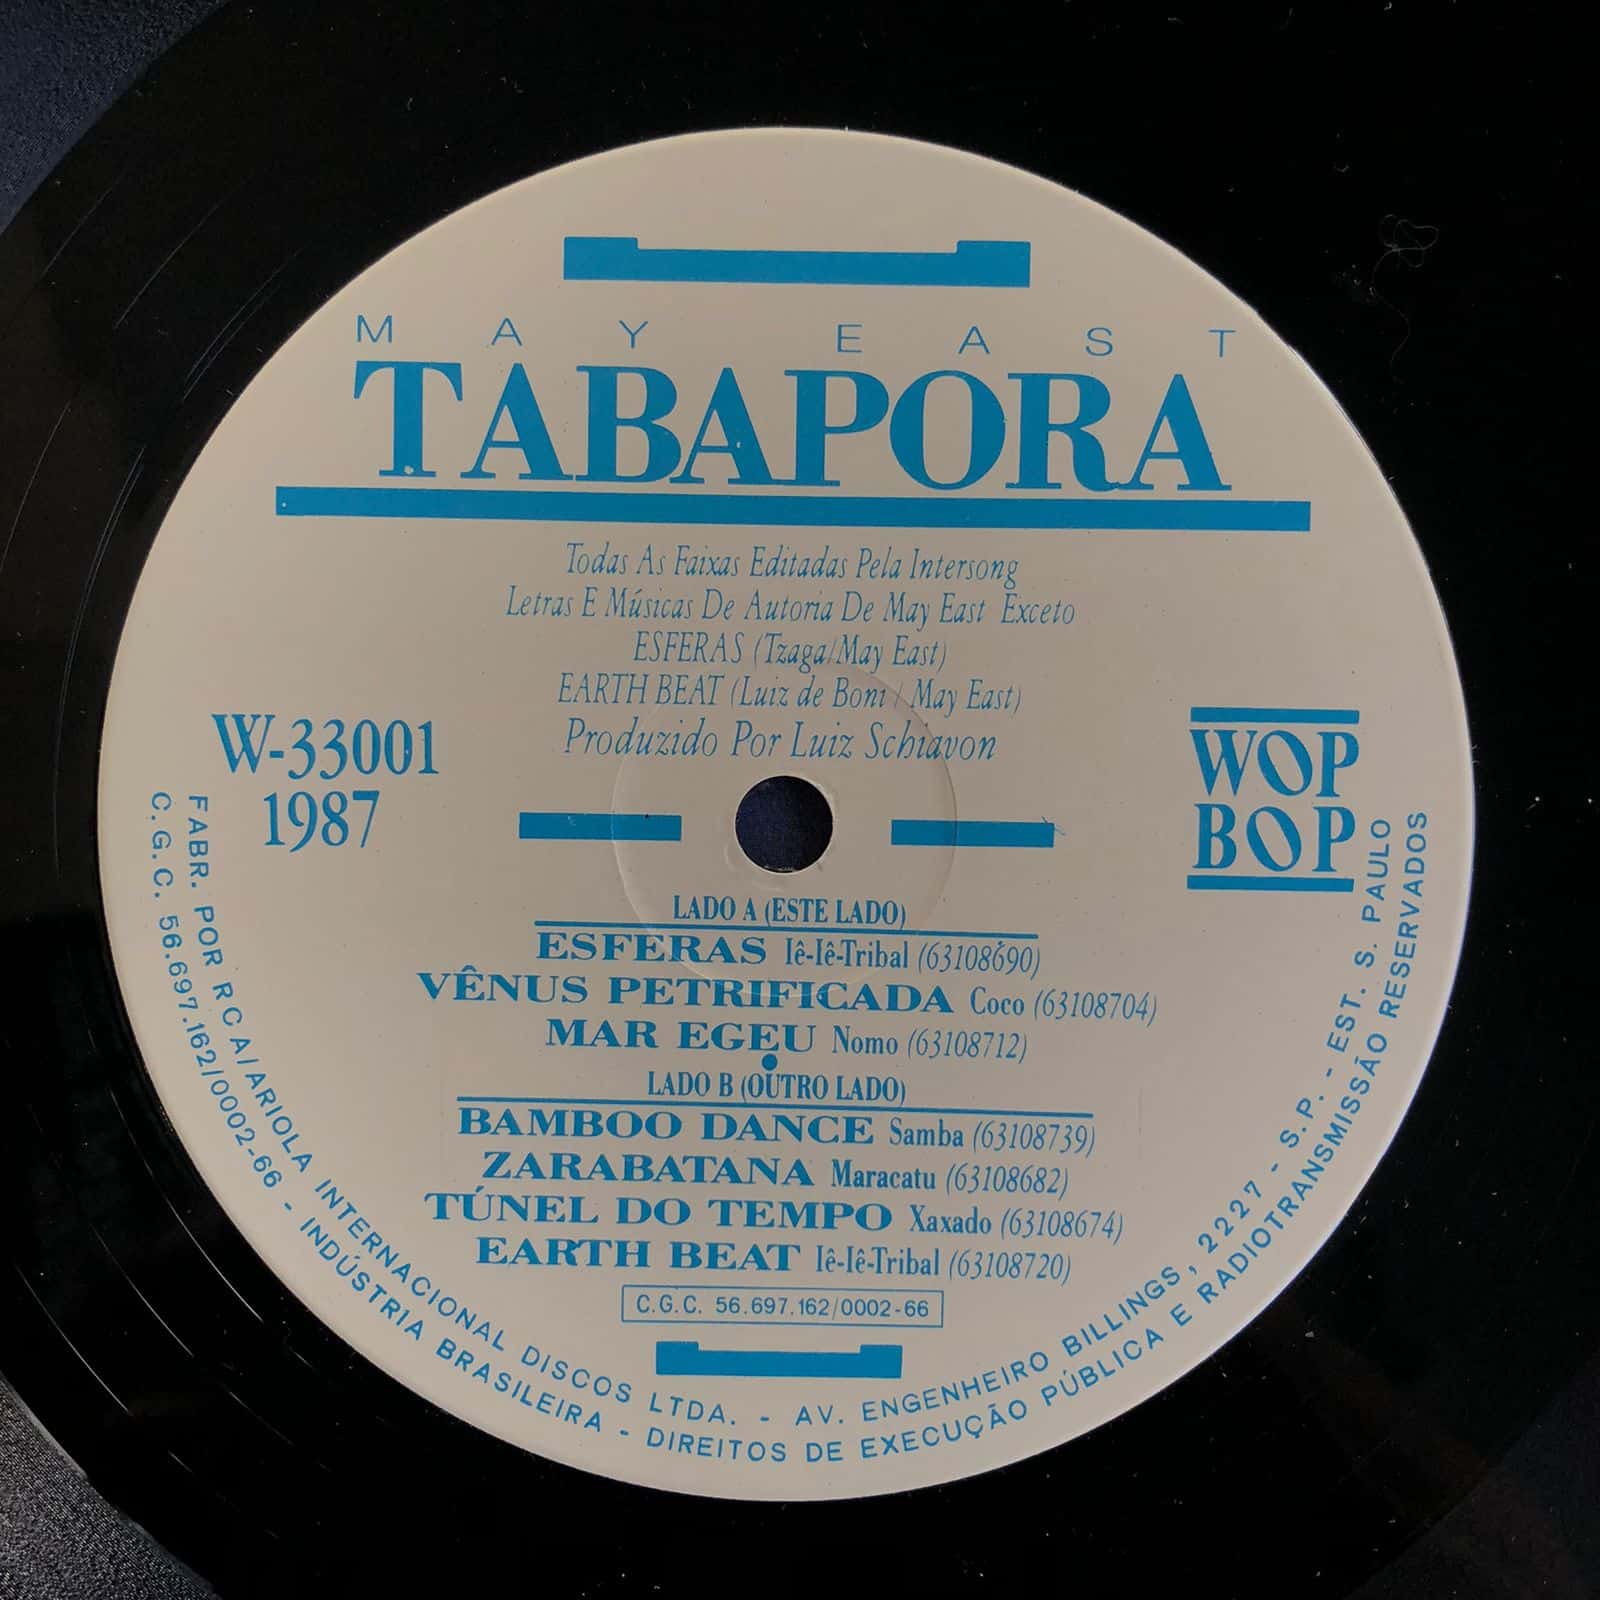 MAY EAST
TABAPORA
Todas As Faixas Editadas Pela Intersong
Letras E Músicas De Autoria De May East Exceto
ESFERAS (Tzaga/May East)
EARTH BEAT (Luiz de Boni / May East)
Produzido Por Luiz Schiavon
W-33001
1987
WOP
BOP
LADO A (ESTE LADO)
ESFERAS Iê-Iê-Tribal (63108690)
VÊNUS PETRIFICADA Coco (63108704)
MAR EGEU Nomo (63108712)
LADO B (OUTRO LADO)
BAMBOO DANCE Samba (63108739)
ZARABATANA Maracatu (63108682)
TÚNEL DO TEMPO Xaxado (63108674)
EARTH BEAT Iê-Iê-Tribal (63108720)
C.G.C. 56.697.162/0002-66
FABR. POR RCA/ARIOLA INTERNACIONAL DISCOS LTDA. - AV. ENGENHEIRO BILLINGS, 2227 - S.P. - EST. S. PAULO
C.G.C. 56.697.162/0002-66 - INDÚSTRIA BRASILEIRA - DIREITOS DE EXECUÇÃO PÚBLICA E RADIOTRANSMISSÃO RESERVADOS